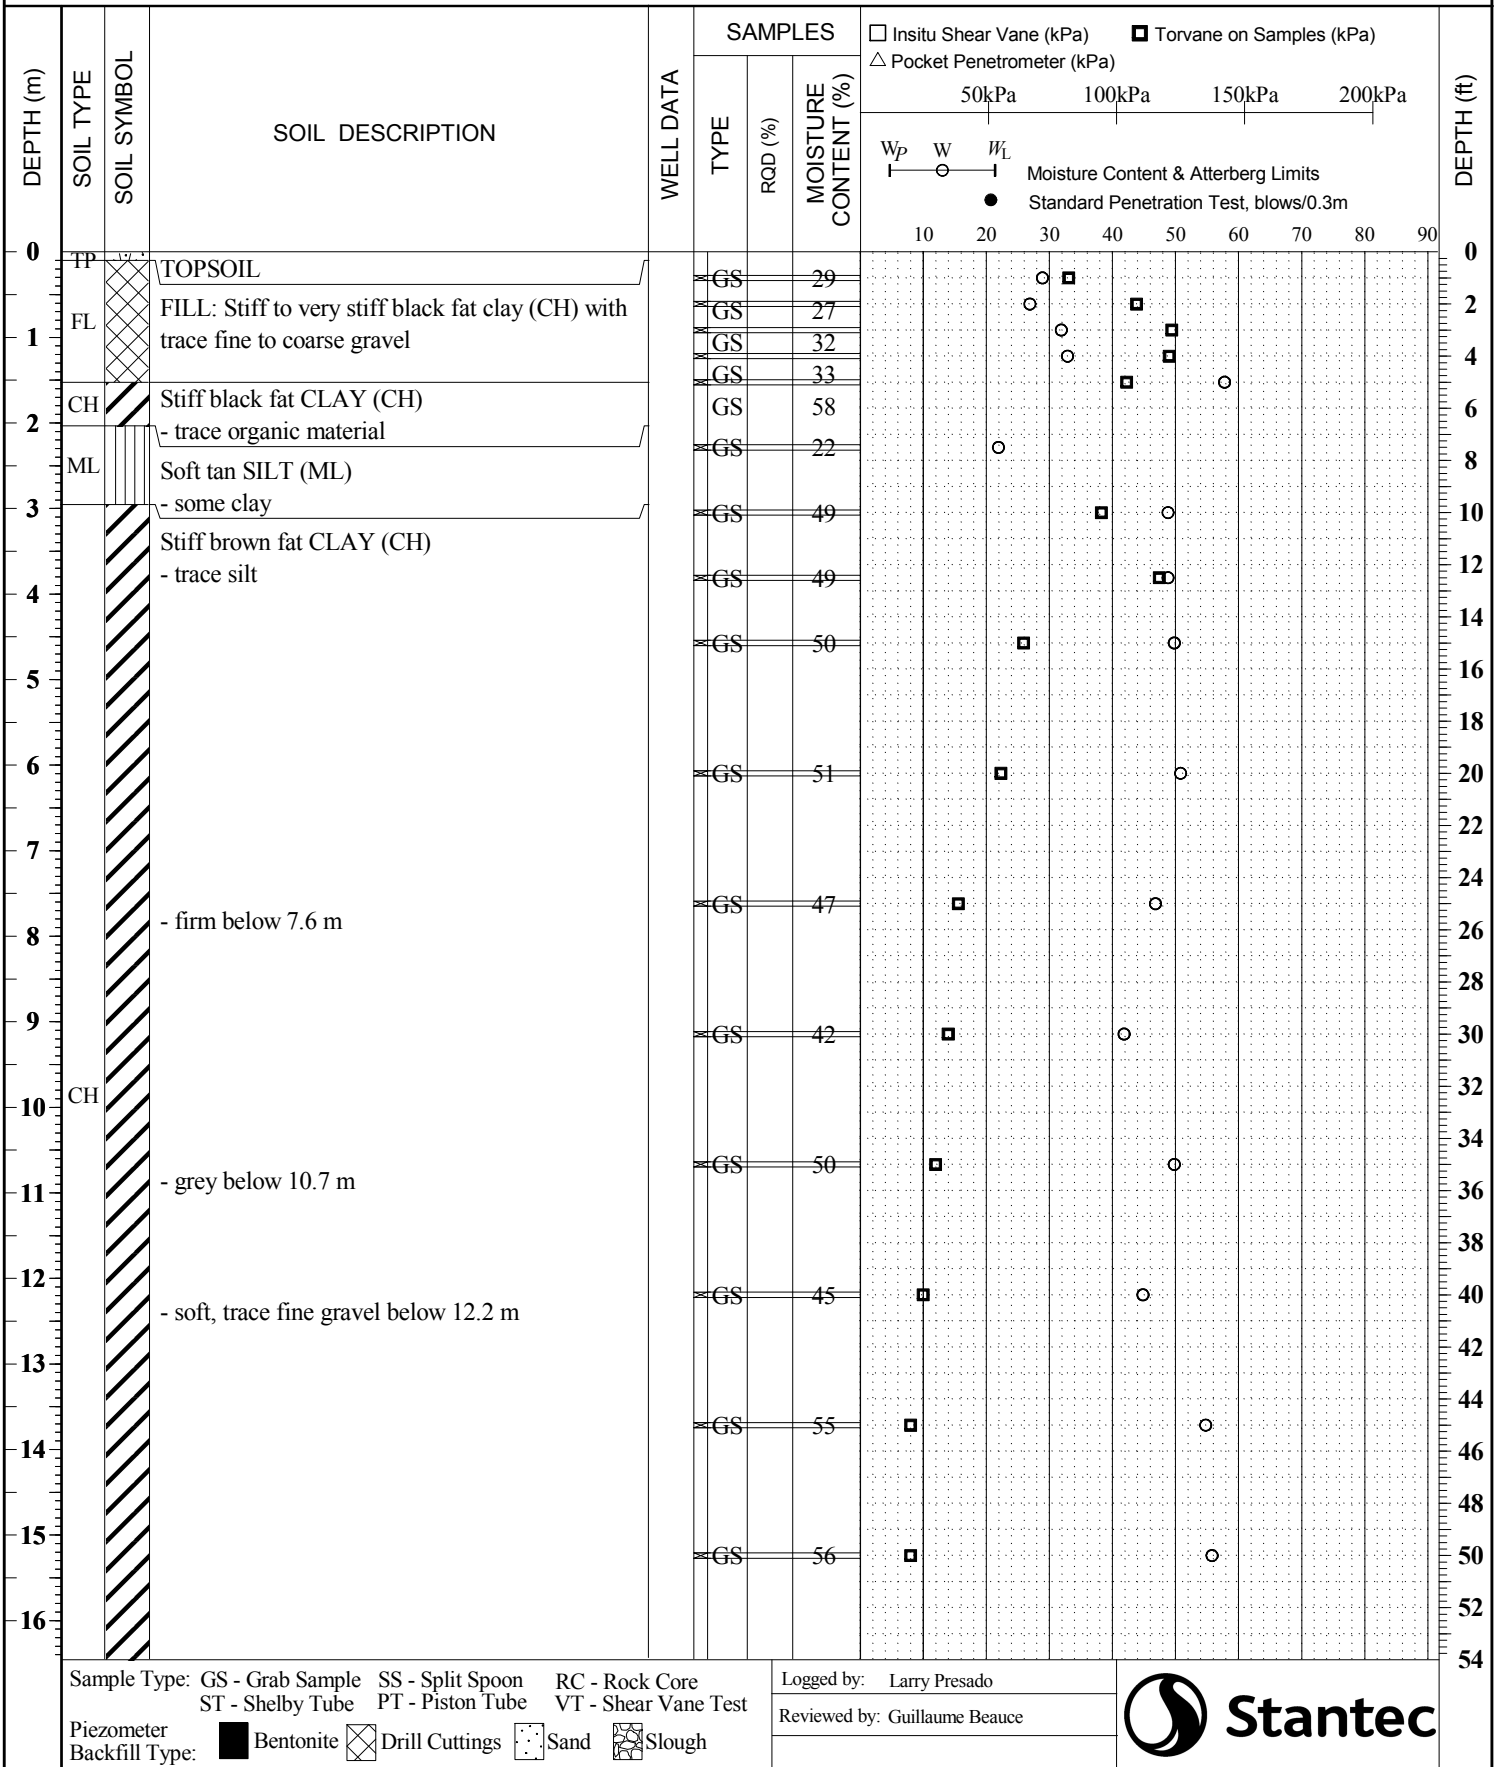 SAMPLES
Insitu Shear Vane (kPa) Torvane on Samples (kPa)
Pocket Penetrometer (kPa)
50kPa 100kPa 150kPa 200kPa
DEPTH (m)
SOIL TYPE
SOIL SYMBOL
SOIL DESCRIPTION
WELL DATA
TYPE
RQD (%)
MOISTURE CONTENT (%)
DEPTH (ft)
WP W WL
Moisture Content & Atterberg Limits
Standard Penetration Test, blows/0.3m
10 20 30 40 50 60 70 80 90
0 0
TP TOPSOIL
GS 29
FL FILL: Stiff to very stiff black fat clay (CH) with
GS 27 2
1 trace fine to coarse gravel
GS 32
4
GS 33
CH Stiff black fat CLAY (CH)
GS 58 6
2 - trace organic material
GS 22
ML Soft tan SILT (ML) 8
- some clay
3 GS 49 10
Stiff brown fat CLAY (CH)
- trace silt GS 49 12
4
14
GS 50
16
5
18
6 GS 51 20
22
7
24
GS 47
- firm below 7.6 m
8 26
28
9
GS 42 30
CH 32
10
34
GS 50
- grey below 10.7 m
11 36
38
12
GS 45 40
- soft, trace fine gravel below 12.2 m
42
13
44
GS 55
14 46
48
15
GS 56 50
16 52
54
Sample Type: GS - Grab Sample SS - Split Spoon RC - Rock Core
ST - Shelby Tube PT - Piston Tube VT - Shear Vane Test
Piezometer
Backfill Type: Bentonite Drill Cuttings Sand Slough
Logged by: Larry Presado
Reviewed by: Guillaume Beauce
Stantec